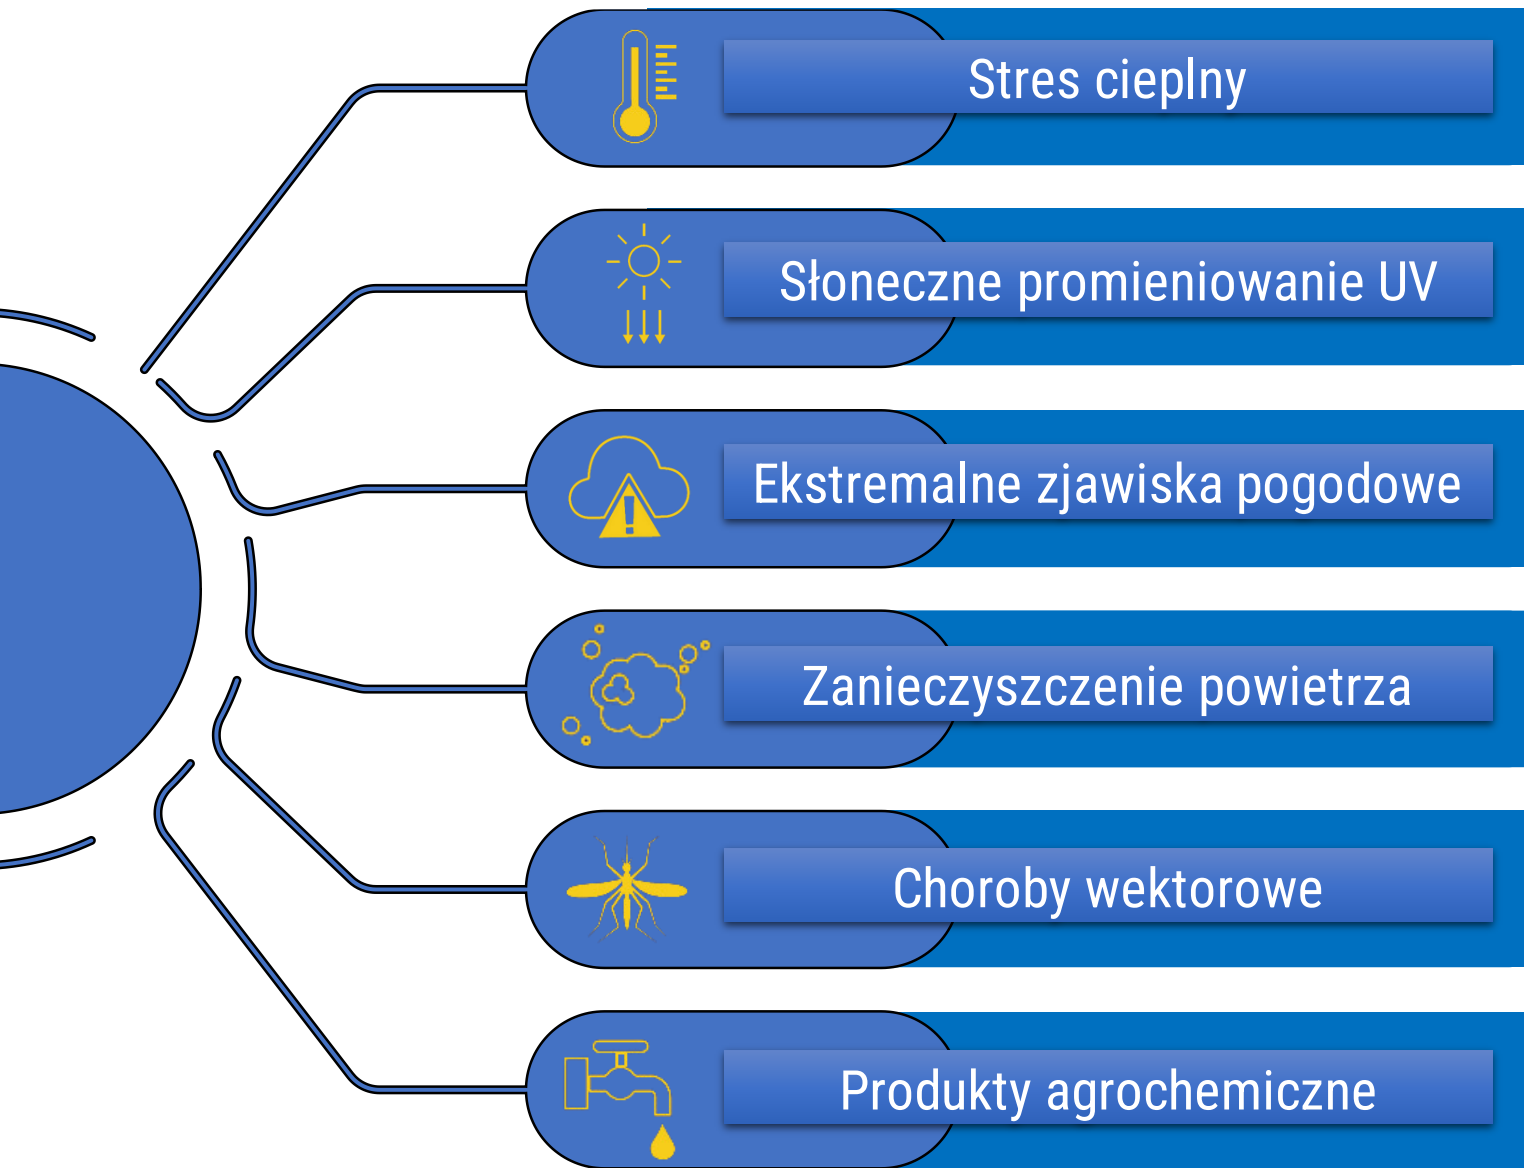 Stres cieplny
Słoneczne promieniowanie UV
Ekstremalne zjawiska pogodowe
Zanieczyszczenie powietrza
Choroby wektorowe
Produkty agrochemiczne